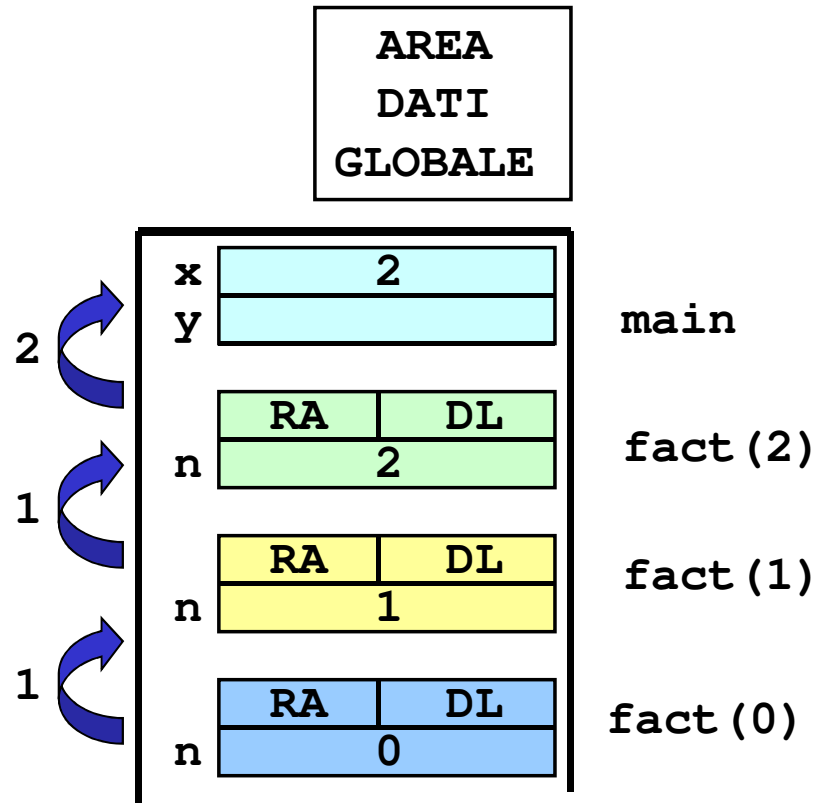 AREA
DATI
GLOBALE
x 2
y
main
2
RA DL
n 2
fact(2)
1
RA DL
n 1
fact(1)
1
RA DL
n 0
fact(0)